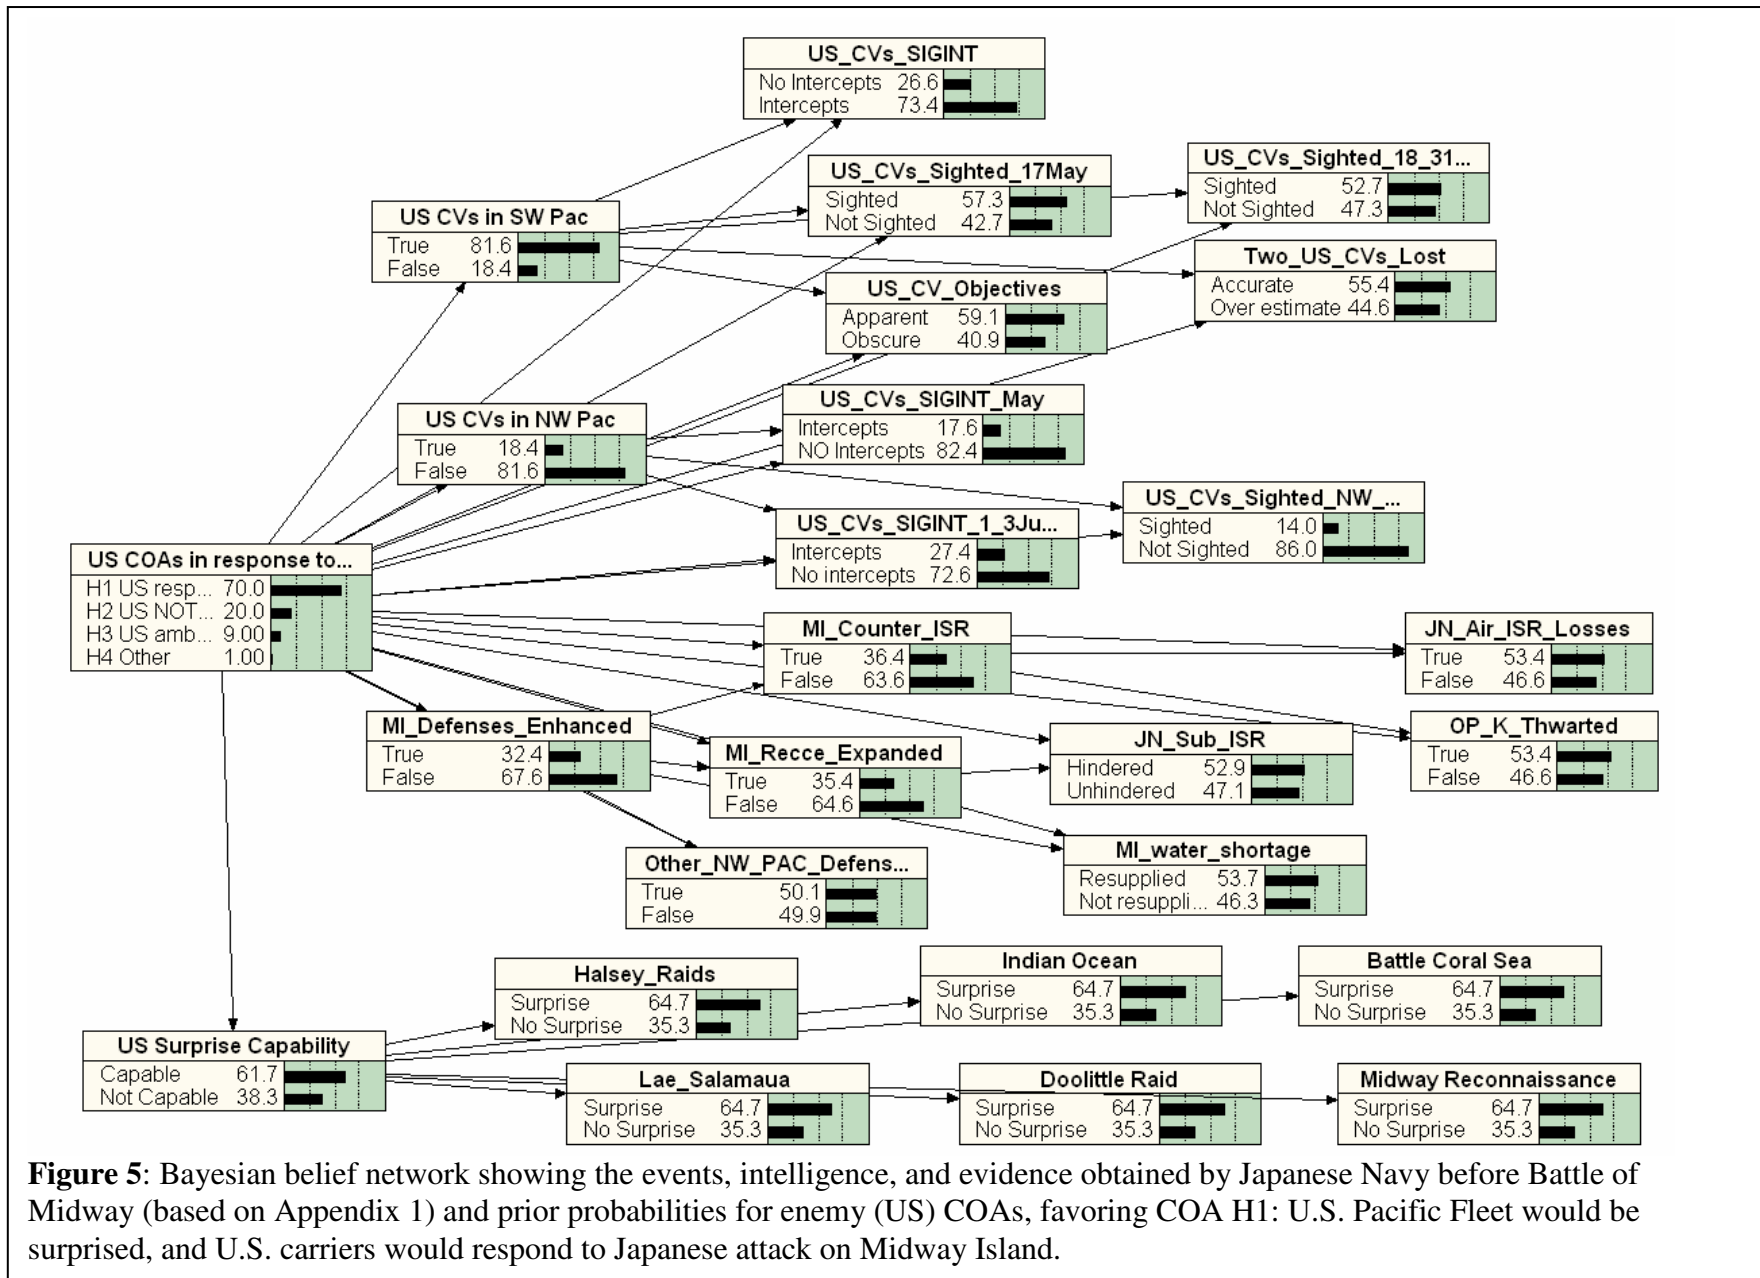 US_CVs_SIGINT
No Intercepts 26.6
Intercepts 73.4
US_CVs_Sighted_17May
Sighted 57.3
Not Sighted 42.7
US_CVs_Sighted_18_31...
Sighted 52.7
Not Sighted 47.3
US CVs in SW Pac
True 81.6
False 18.4
Two_US_CVs_Lost
Accurate 55.4
Over estimate 44.6
US_CV_Objectives
Apparent 59.1
Obscure 40.9
US_CVs_SIGINT_May
Intercepts 17.6
NO Intercepts 82.4
US CVs in NW Pac
True 18.4
False 81.6
US_CVs_Sighted_NW_...
Sighted 14.0
Not Sighted 86.0
US_CVs_SIGINT_1_3Ju...
Intercepts 27.4
No intercepts 72.6
US COAs in response to...
H1 US resp... 70.0
H2 US NOT... 20.0
H3 US amb... 9.00
H4 Other 1.00
MI_Counter_ISR
True 36.4
False 63.6
JN_Air_ISR_Losses
True 53.4
False 46.6
MI_Defenses_Enhanced
True 32.4
False 67.6
OP_K_Thwarted
True 53.4
False 46.6
JN_Sub_ISR
Hindered 52.9
Unhindered 47.1
MI_Recce_Expanded
True 35.4
False 64.6
MI_water_shortage
Resupplied 53.7
Not resuppli... 46.3
Other_NW_PAC_Defens...
True 50.1
False 49.9
Halsey_Raids
Surprise 64.7
No Surprise 35.3
Indian Ocean
Surprise 64.7
No Surprise 35.3
Battle Coral Sea
Surprise 64.7
No Surprise 35.3
US Surprise Capability
Capable 61.7
Not Capable 38.3
Lae_Salamaua
Surprise 64.7
No Surprise 35.3
Doolittle Raid
Surprise 64.7
No Surprise 35.3
Midway Reconnaissance
Surprise 64.7
No Surprise 35.3
Figure 5: Bayesian belief network showing the events, intelligence, and evidence obtained by Japanese Navy before Battle of
Midway (based on Appendix 1) and prior probabilities for enemy (US) COAs, favoring COA H1: U.S. Pacific Fleet would be
surprised, and U.S. carriers would respond to Japanese attack on Midway Island.